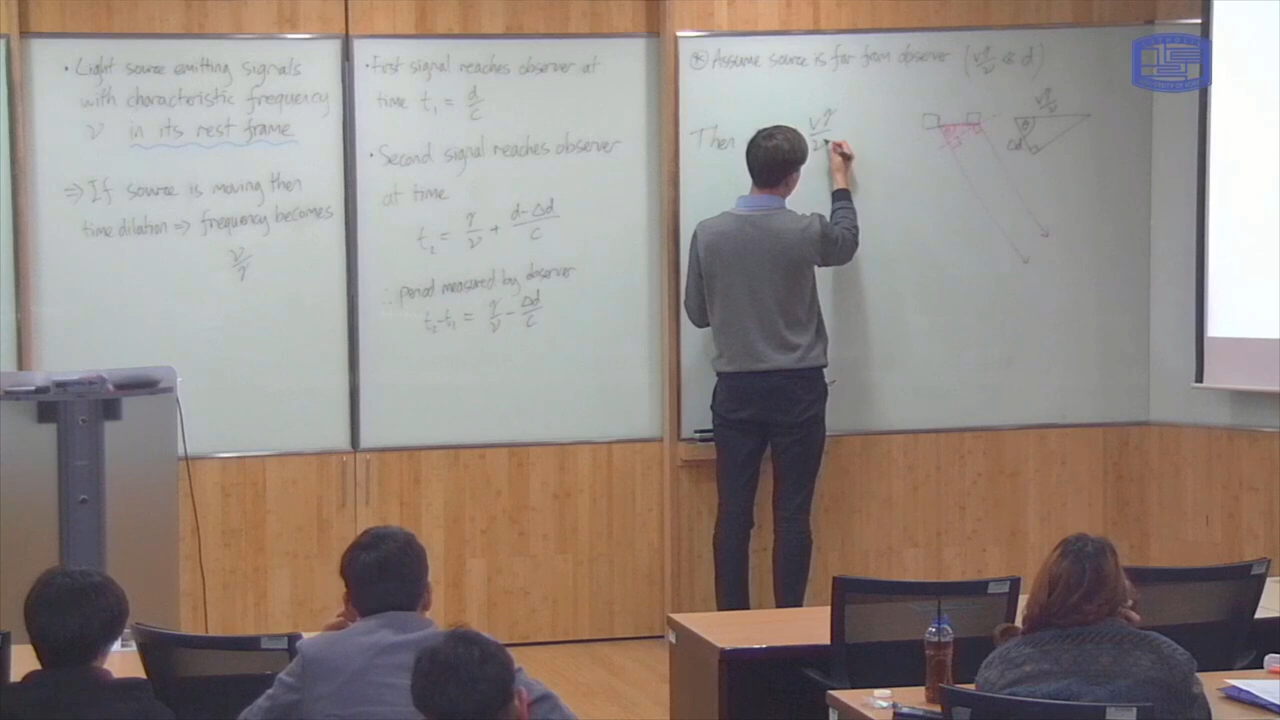 • Light source emitting signals
with characteristic frequency
ν in its rest frame
⇒ If source is moving then
time dilation ⇒ frequency becomes
ν/γ
• First signal reaches observer at
time t₁ = d/c
• Second signal reaches observer
at time
t₂ = γ/ν + (d-Δd)/c
∴ period measured by observer
t₂-t₁ = γ/ν - Δd/c
⊛ Assume source is far from observer (vγ/ν ≪ d)
Then
vγ/ν
vγ/ν
θ
θ
Δd